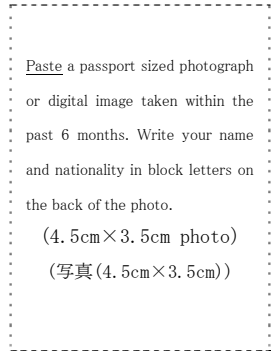 Paste a passport sized photograph
or digital image taken within the
past 6 months. Write your name
and nationality in block letters on
the back of the photo.
(4.5cm×3.5cm photo)
(写真(4.5cm×3.5cm))